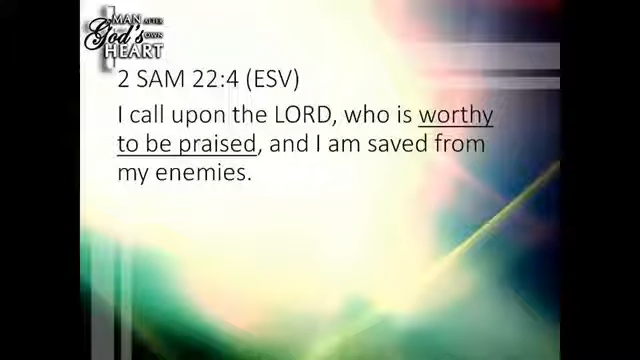 MAN AFTER
God's OWN
HEART
2 SAM 22:4 (ESV)
I call upon the LORD, who is worthy
to be praised, and I am saved from
my enemies.